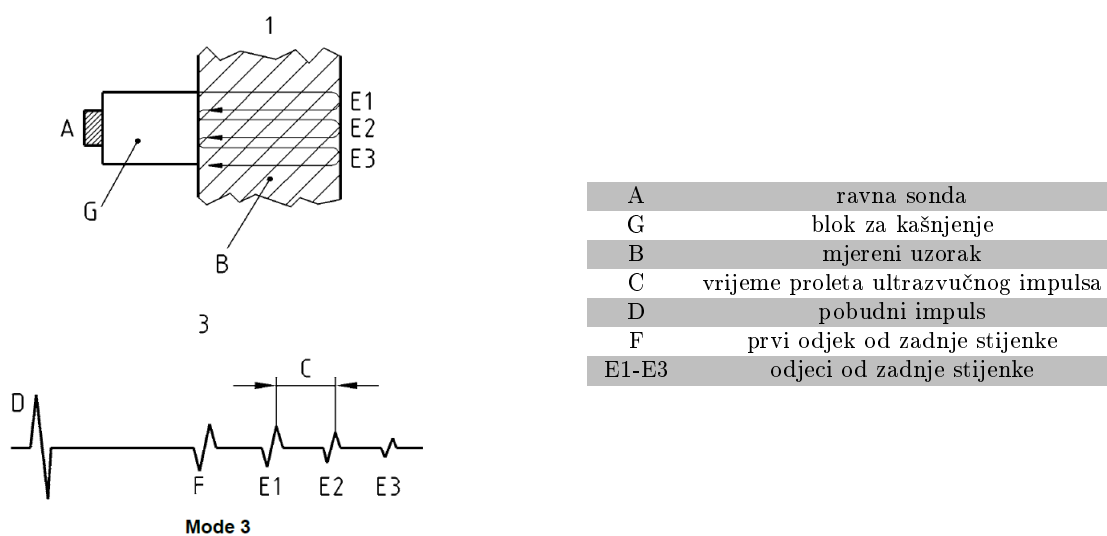 1
E1
A
E2
E3
G
B
3
C
D
F
E1
E2
E3
Mode 3
A ravna sonda
G blok za kašnjenje
B mjereni uzorak
C vrijeme proleta ultrazvučnog impulsa
D pobudni impuls
F prvi odjek od zadnje stijenke
E1-E3 odjeci od zadnje stijenke